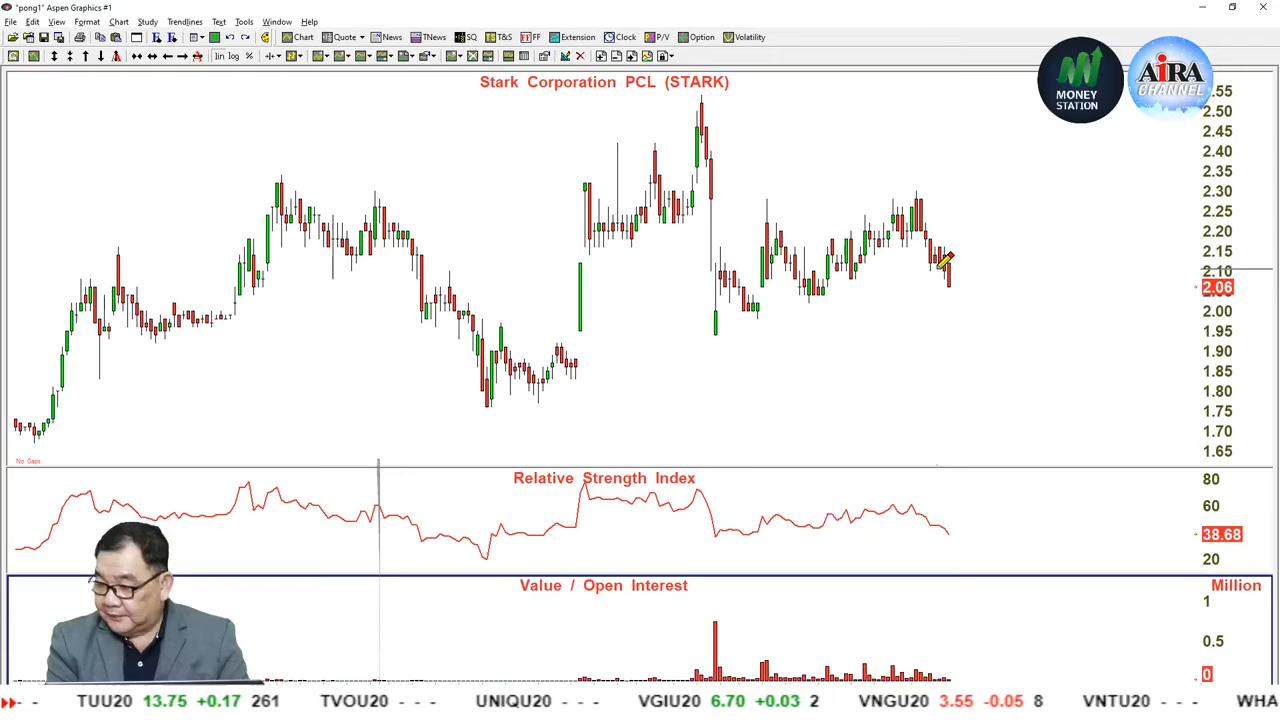 "pong1" Aspen Graphics #1
File Edit View Format Chart Study Trendlines Text Tools Window Help
Chart Quote News TNews SQ T&S FF Extension Clock P/V Option Volatility
lin log %
Stark Corporation PCL (STARK)
MONEY
STATION
AIRA
CHANNEL
2.55
2.50
2.45
2.40
2.35
2.30
2.25
2.20
2.15
2.10
2.06
2.00
1.95
1.90
1.85
1.80
1.75
1.70
1.65
No Gaps
Relative Strength Index
80
60
38.68
20
Value / Open Interest
Million
1
0.5
0
- - TUU20 13.75 +0.17 261 TVOU20 - - - UNIQU20 - - - VGIU20 6.70 +0.03 2 VNGU20 3.55 -0.05 8 VNTU20 - - - WHA